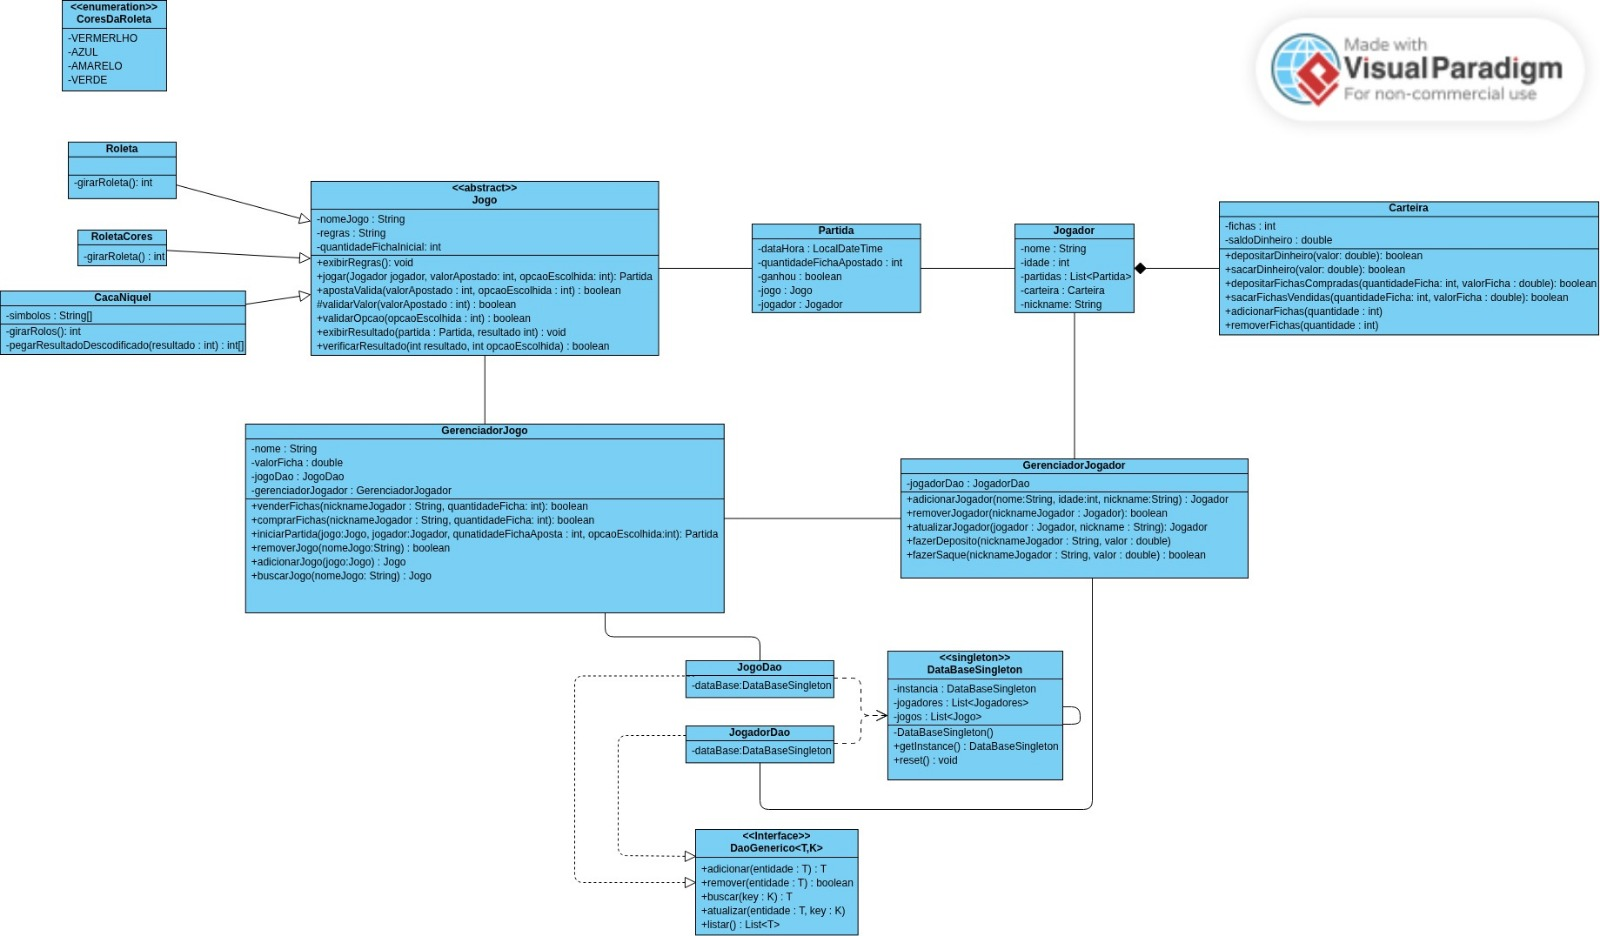 <<enumeration>>
CoresDaRoleta
-VERMERLHO
-AZUL
-AMARELO
-VERDE
Made with
VisualParadigm
For non-commercial use
Roleta
-girarRoleta(): int
RoletaCores
-girarRoleta() : int
CacaNiquel
-simbolos : String[]
-girarRolos(): int
-pegarResultadoDescodificado(resultado : int) : int[]
<<abstract>>
Jogo
-nomeJogo : String
-regras : String
-quantidadeFichaInicial: int
+exibirRegras(): void
+jogar(Jogador jogador, valorApostado: int, opcaoEscolhida: int): Partida
+apostaValida(valorApostado : int, opcaoEscolhida : int) : boolean
#validarValor(valorApostado : int) : boolean
+validarOpcao(opcaoEscolhida : int) : boolean
+exibirResultado(partida : Partida, resultado int) : void
+verificarResultado(int resultado, int opcaoEscolhida) : boolean
Partida
-dataHora : LocalDateTime
-quantidadeFichaApostado : int
-ganhou : boolean
-jogo : Jogo
-jogador : Jogador
Jogador
-nome : String
-idade : int
-partidas : List<Partida>
-carteira : Carteira
-nickname: String
Carteira
-fichas : int
-saldoDinheiro : double
+depositarDinheiro(valor: double): boolean
+sacarDinheiro(valor: double): boolean
+depositarFichasCompradas(quantidadeFicha: int, valorFicha : double): boolean
+sacarFichasVendidas(quantidadeFicha: int, valorFicha : double): boolean
+adicionarFichas(quantidade : int)
+removerFichas(quantidade : int)
GerenciadorJogo
-nome : String
-valorFicha : double
-jogoDao : JogoDao
-gerenciadorJogador : GerenciadorJogador
+venderFichas(nicknameJogador : String, quantidadeFicha: int): boolean
+comprarFichas(nicknameJogador : String, quantidadeFicha: int): boolean
+iniciarPartida(jogo:Jogo, jogador:Jogador, qunatidadeFichaAposta : int, opcaoEscolhida:int): Partida
+removerJogo(nomeJogo:String) : boolean
+adicionarJogo(jogo:Jogo) : Jogo
+buscarJogo(nomeJogo: String) : Jogo
GerenciadorJogador
-jogadorDao : JogadorDao
+adicionarJogador(nome:String, idade:int, nickname:String) : Jogador
+removerJogador(nicknameJogador : Jogador): boolean
+atualizarJogador(jogador : Jogador, nickname : String): Jogador
+fazerDeposito(nicknameJogador : String, valor : double)
+fazerSaque(nicknameJogador : String, valor : double) : boolean
JogoDao
-dataBase:DataBaseSingleton
JogadorDao
-dataBase:DataBaseSingleton
<<singleton>>
DataBaseSingleton
-instancia : DataBaseSingleton
-jogadores : List<Jogadores>
-jogos : List<Jogo>
-DataBaseSingleton()
+getInstance() : DataBaseSingleton
+reset() : void
<<Interface>>
DaoGenerico<T,K>
+adicionar(entidade : T) : T
+remover(entidade : T) : boolean
+buscar(key : K) : T
+atualizar(entidade : T, key : K)
+listar() : List<T>